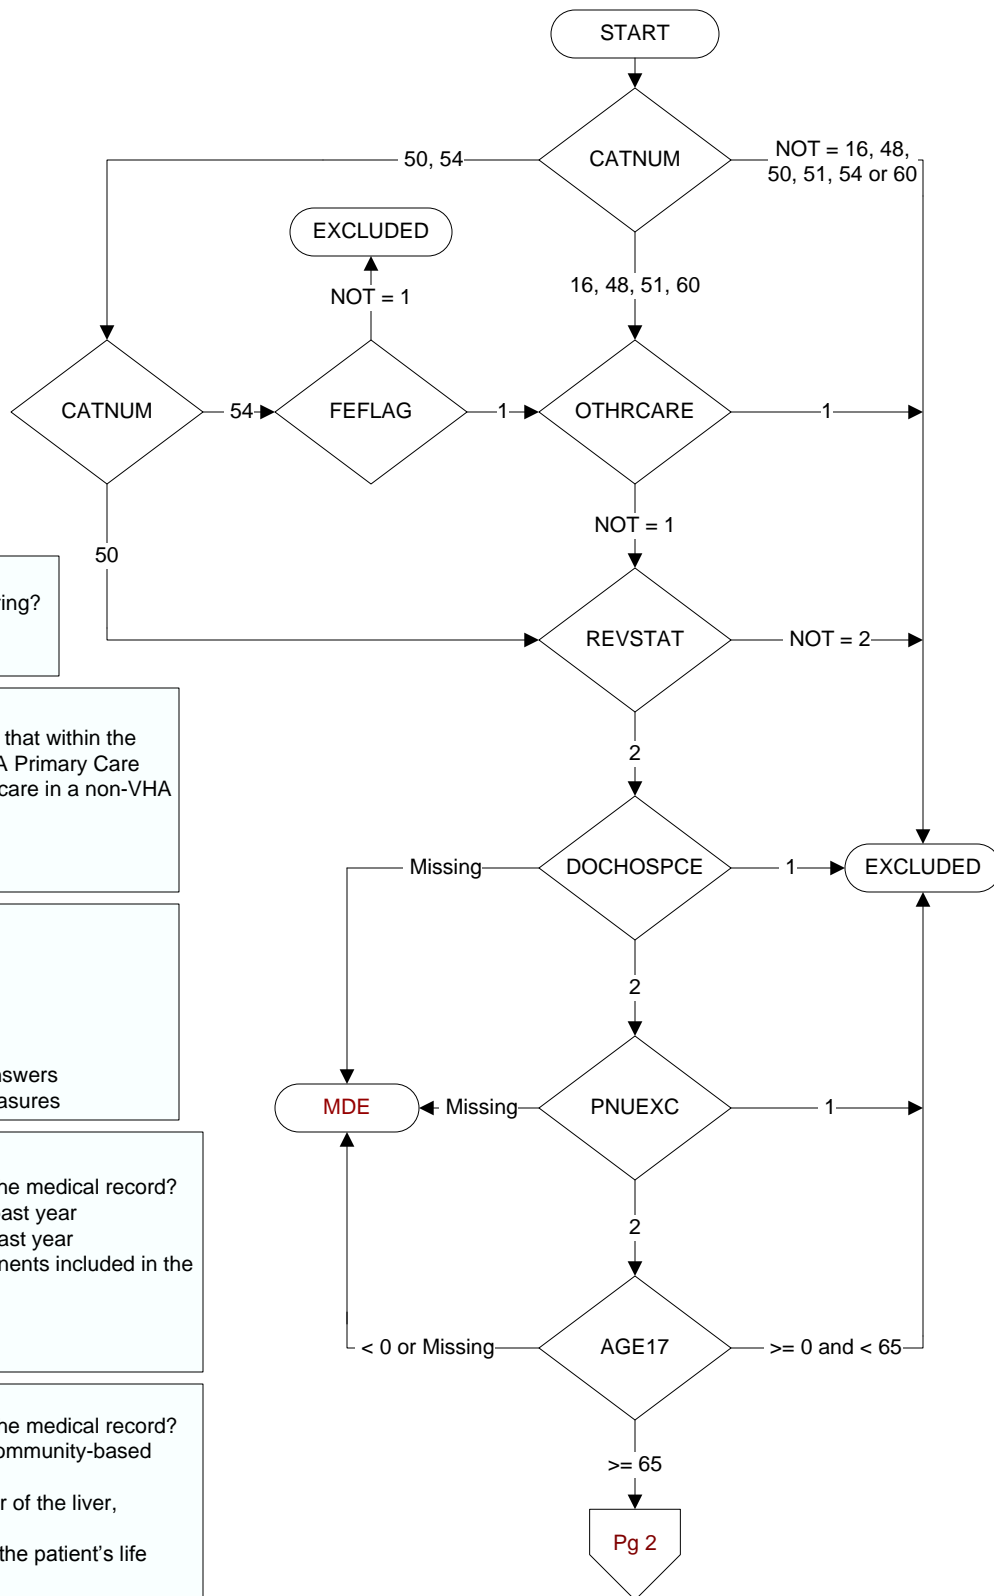 START
CATNUM
50, 54
NOT = 16, 48,
50, 51, 54 or 60
EXCLUDED
NOT = 1
16, 48, 51, 60
CATNUM
54
FEFLAG
1
OTHRCARE
1
NOT = 1
50
REVSTAT
NOT = 2
2
Missing
DOCHOSPCE
1
EXCLUDED
2
MDE
Missing
PNUEXC
1
2
< 0 or Missing
AGE17
>= 0 and < 65
>= 65
Pg 2
ring?
that within the
A Primary Care
care in a non-VHA
nswers
asures
he medical record?
past year
ast year
nents included in the
he medical record?
ommunity-based
r of the liver,
the patient's life